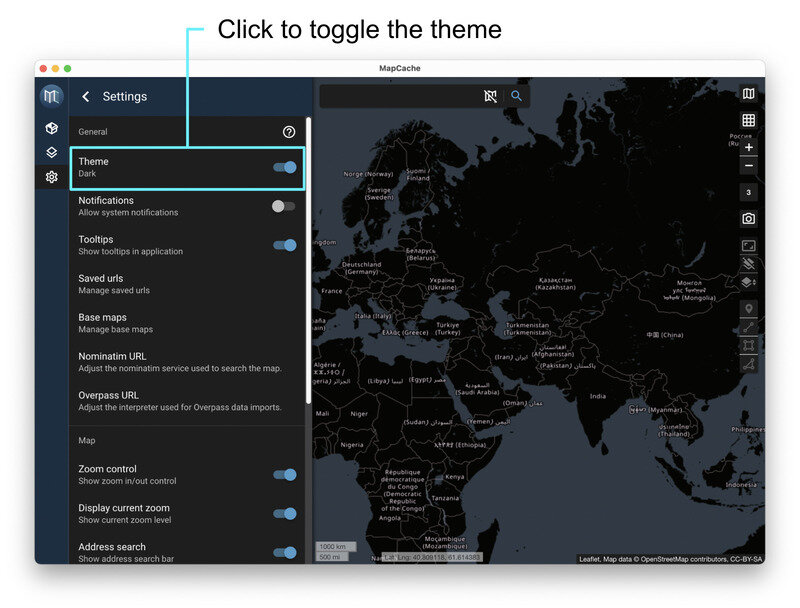 Click to toggle the theme
MapCache
Settings
General
Theme
Dark
Notifications
Allow system notifications
Tooltips
Show tooltips in application
Saved urls
Manage saved urls
Base maps
Manage base maps
Nominatim URL
Adjust the nominatim service used to search the map.
Overpass URL
Adjust the interpreter used for Overpass data imports.
Map
Zoom control
Show zoom in/out control
Display current zoom
Show current zoom level
Address search
Show address search bar
3
Россия
Norge (Norway)
Suomi /
Finland
Sverige
(Sweden)
ngdom
Беларусь
(Belarus)
Deutschland
(Germany)
Україна
(Ukraine)
France
Қазақстан
(Kazakhstan)
Монгол
улс
(Mongolia)
Italia (Italy)
Ελλάς (Greece)
Türkiye
(Turkey)
Türkmenistan
(Turkmenistan)
中国 (China)
España
(Iran) ایران
افغانستان
(Afghanistan)
(Pakistan) پاکستان
Algérie /
الجزائر
(Libya) ليبيا
(Egypt) مصر
السعودية
(Saudi Arabia)
(Oman) عمان
India
(Myanmar)
Mali
Niger
(Sudan) السودان
(Yemen) اليمن
ประเทศไทย
(Thailand)
Philippines
Nigeria
ኢትዮጵያ (Ethiopia)
République
démocratique
du Congo
(Democratic
Republic
of the Congo)
Kenya
Tanzania
Indonesia
Angola
Moçambique
(Mozambique)
1000 km
500 mi
Lat, Lng: 40.809118, 61.614383
Leaflet, Map data © OpenStreetMap contributors, CC-BY-SA